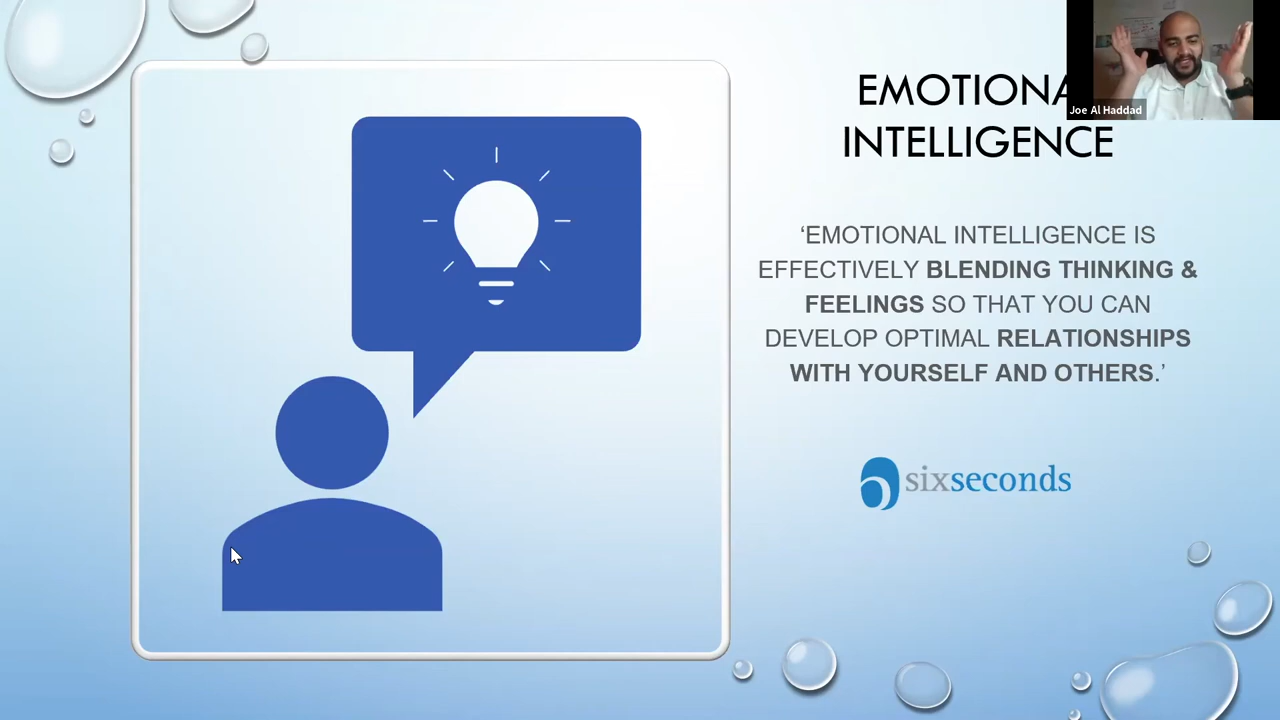 EMOTIONA
INTELLIGENCE
Joe Al Haddad
‘EMOTIONAL INTELLIGENCE IS
EFFECTIVELY BLENDING THINKING &
FEELINGS SO THAT YOU CAN
DEVELOP OPTIMAL RELATIONSHIPS
WITH YOURSELF AND OTHERS.’
sixseconds